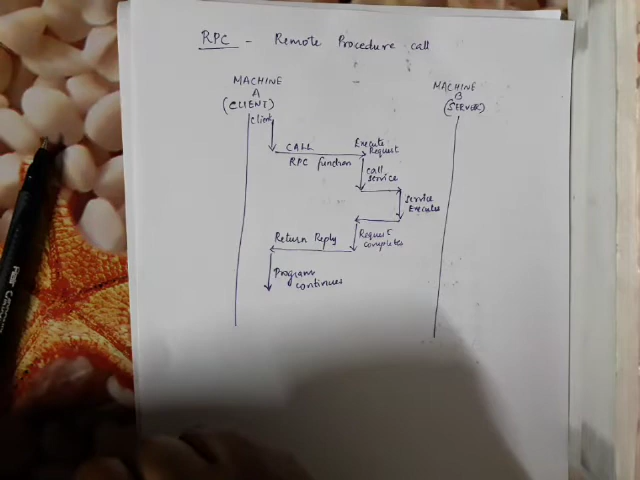 RPC - Remote Procedure call
MACHINE
A
(CLIENT)
MACHINE
B
(SERVER)
Client
CALL
RPC function
Execute
Request
call
service
service
Executes
Return Reply
Request
completes
Program
continues